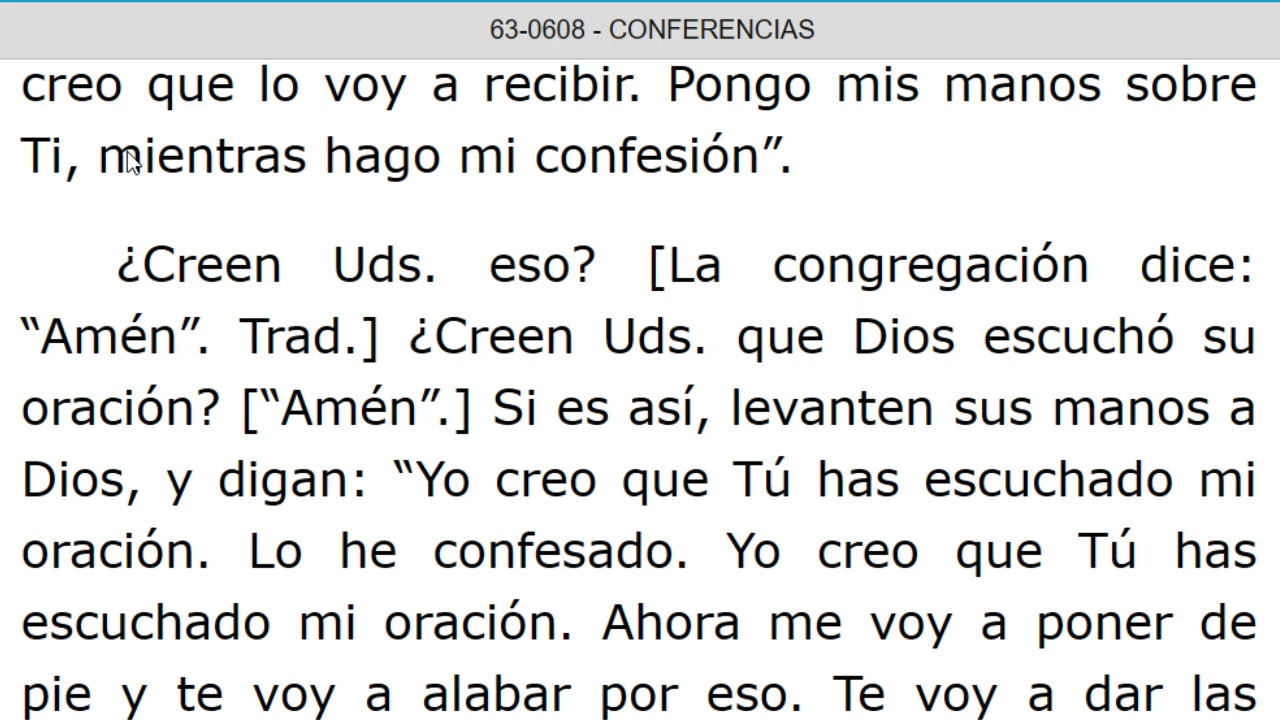 63-0608 - CONFERENCIAS
creo que lo voy a recibir. Pongo mis manos sobre
Ti, mientras hago mi confesión”.
¿Creen Uds. eso? [La congregación dice:
“Amén”. Trad.] ¿Creen Uds. que Dios escuchó su
oración? [“Amén”.] Si es así, levanten sus manos a
Dios, y digan: “Yo creo que Tú has escuchado mi
oración. Lo he confesado. Yo creo que Tú has
escuchado mi oración. Ahora me voy a poner de
pie y te voy a alabar por eso. Te voy a dar las